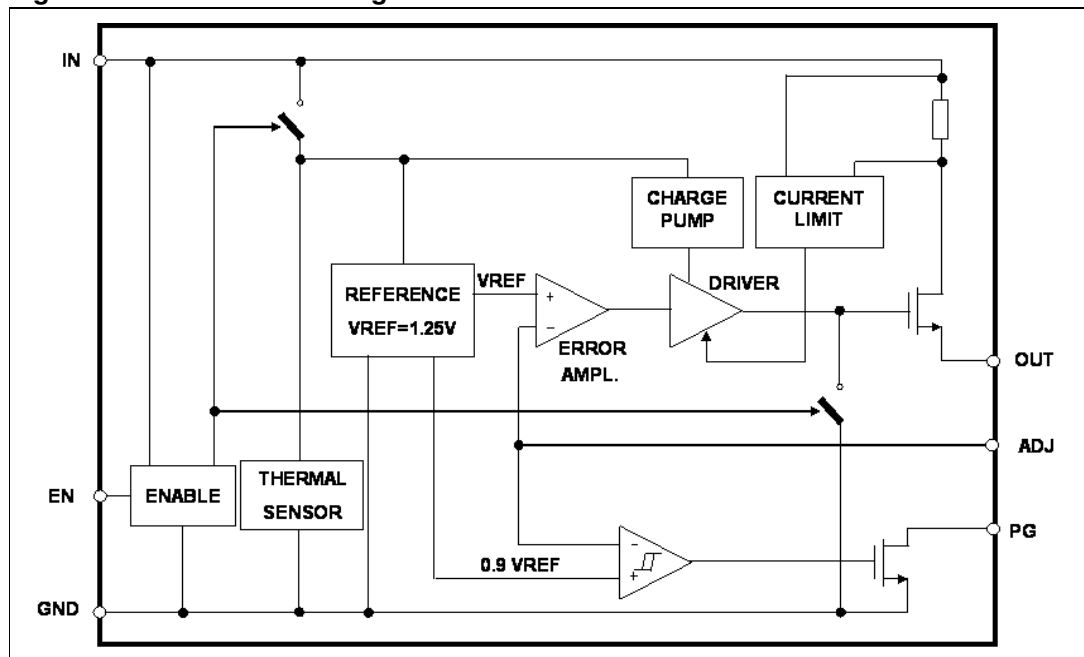 IN
CHARGE
PUMP
CURRENT
LIMIT
VREF
DRIVER
REFERENCE
VREF=1.25V
+
−
ERROR
AMPL.
OUT
ADJ
EN
ENABLE
THERMAL
SENSOR
PG
−
+
0.9 VREF
GND